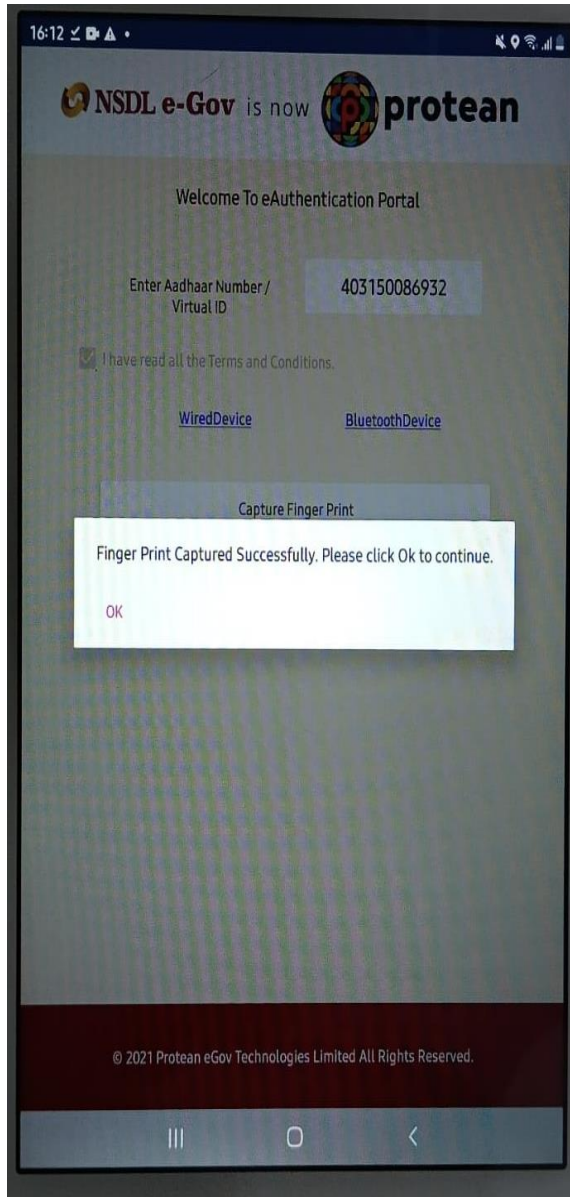 16:12
NSDL e-Gov is now protean
Welcome To eAuthentication Portal
Enter Aadhaar Number / 403150086932
Virtual ID
I have read all the Terms and Conditions.
WiredDevice BluetoothDevice
Capture Finger Print
Finger Print Captured Successfully. Please click Ok to continue.
OK
© 2021 Protean eGov Technologies Limited All Rights Reserved.